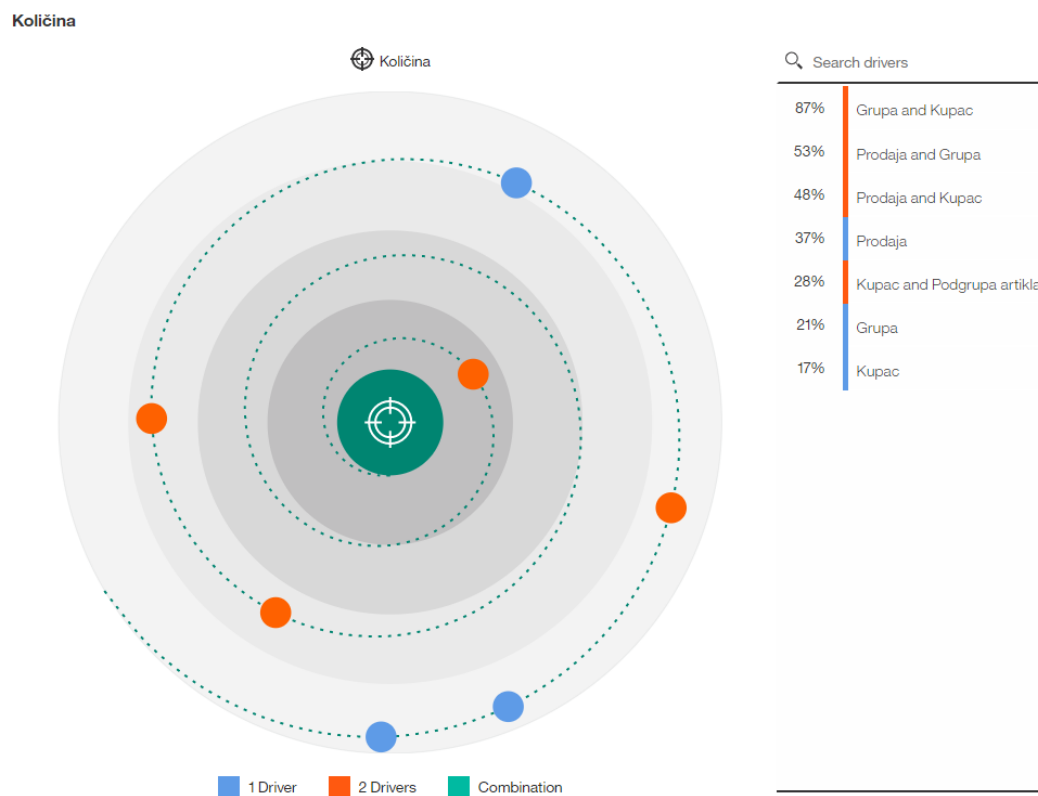 Količina
Količina
Search drivers
87% Grupa and Kupac
53% Prodaja and Grupa
48% Prodaja and Kupac
37% Prodaja
28% Kupac and Podgrupa artikla
21% Grupa
17% Kupac
1 Driver 2 Drivers Combination